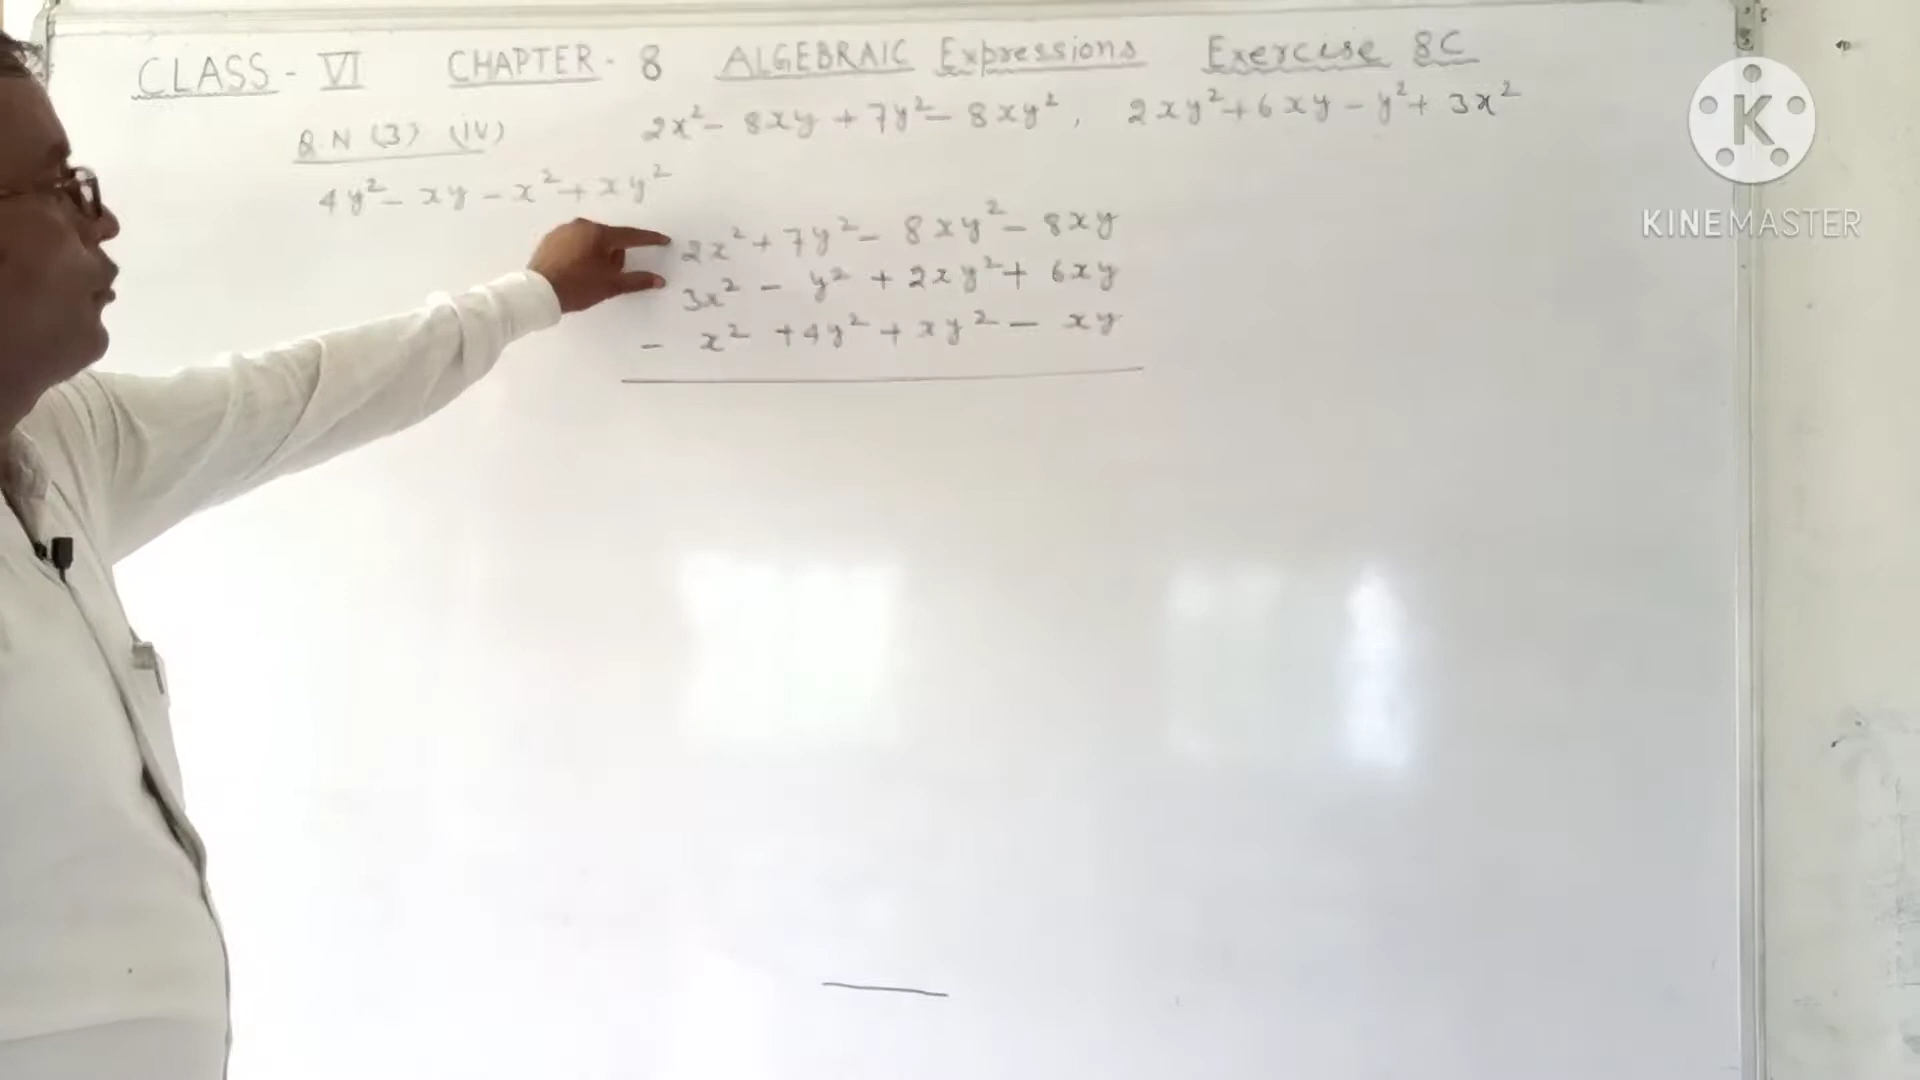 CLASS - VI CHAPTER - 8 ALGEBRAIC Expressions Exercise 8C
Q.N (3) (iv) 2x² - 8xy + 7y² - 8xy², 2xy² + 6xy - y² + 3x²
4y² - xy - x² + xy²
2x² + 7y² - 8xy² - 8xy
3x² - y² + 2xy² + 6xy
- x² + 4y² + xy² - xy
K
KINEMASTER